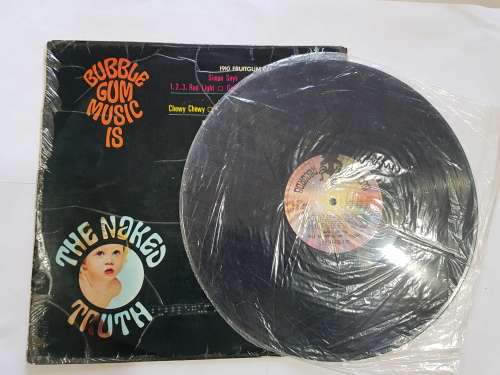 BUBBLE
GUM
MUSIC
IS
1910 FRUITGUM
Simon Says
1, 2, 3, Red Light □
Chewy Chewy □
THE NAKED
TRUTH